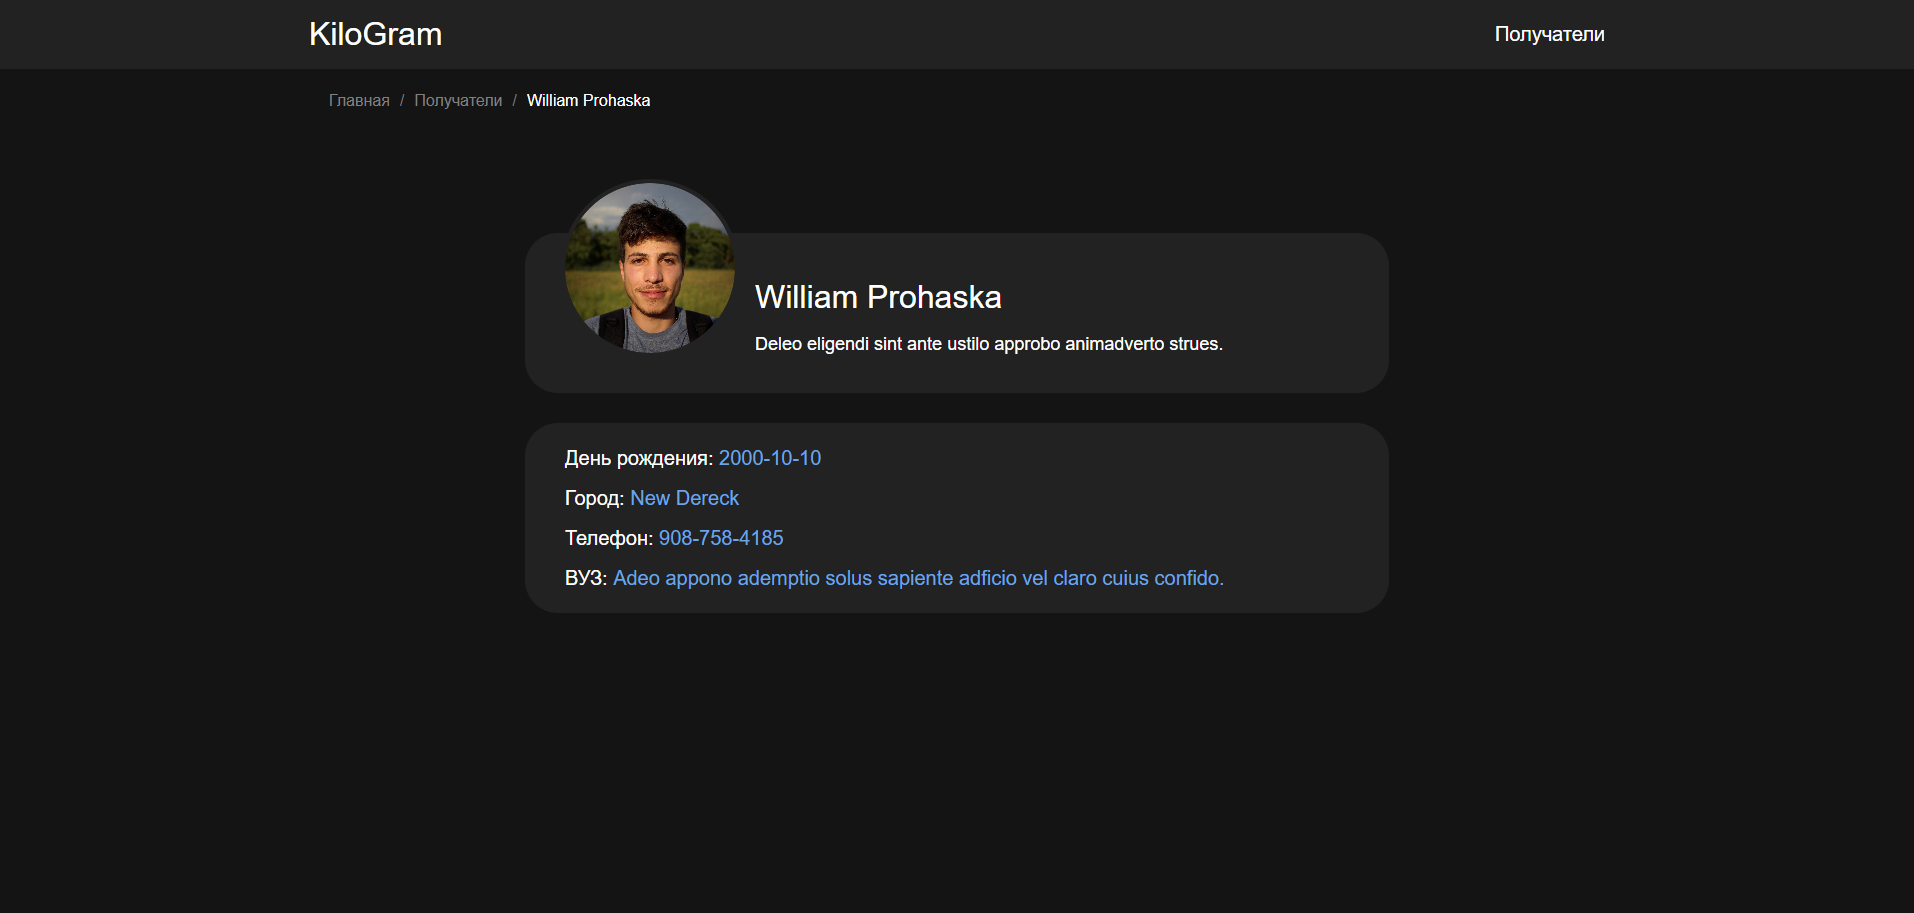 KiloGram
Получатели
Главная / Получатели / William Prohaska
William Prohaska
Deleo eligendi sint ante ustilo approbo animadverto strues.
День рождения: 2000-10-10
Город: New Dereck
Телефон: 908-758-4185
ВУЗ: Adeo appono ademptio solus sapiente adficio vel claro cuius confido.